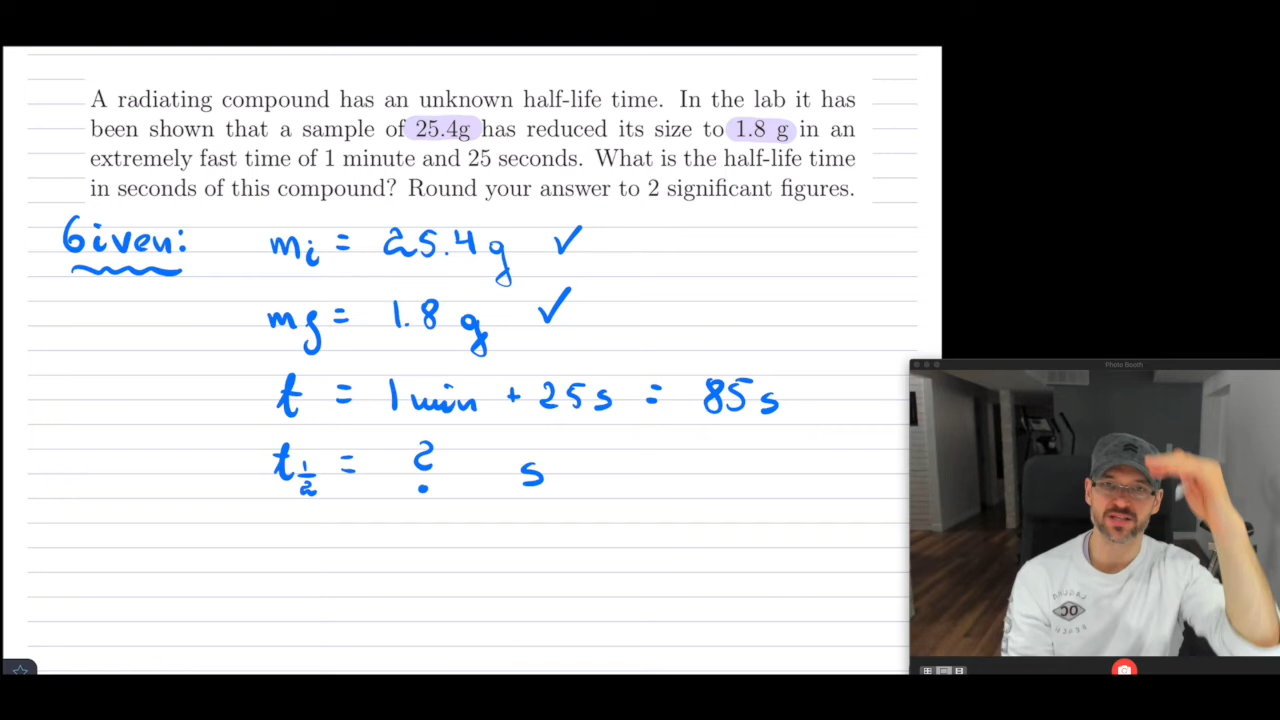 A radiating compound has an unknown half-life time. In the lab it has
been shown that a sample of 25.4g has reduced its size to 1.8 g in an
extremely fast time of 1 minute and 25 seconds. What is the half-life time
in seconds of this compound? Round your answer to 2 significant figures.
Given: mi = 25.4 g ✓
mf = 1.8 g ✓
t = 1 min + 25 s = 85 s
t1/2 = ? s
Photo Booth